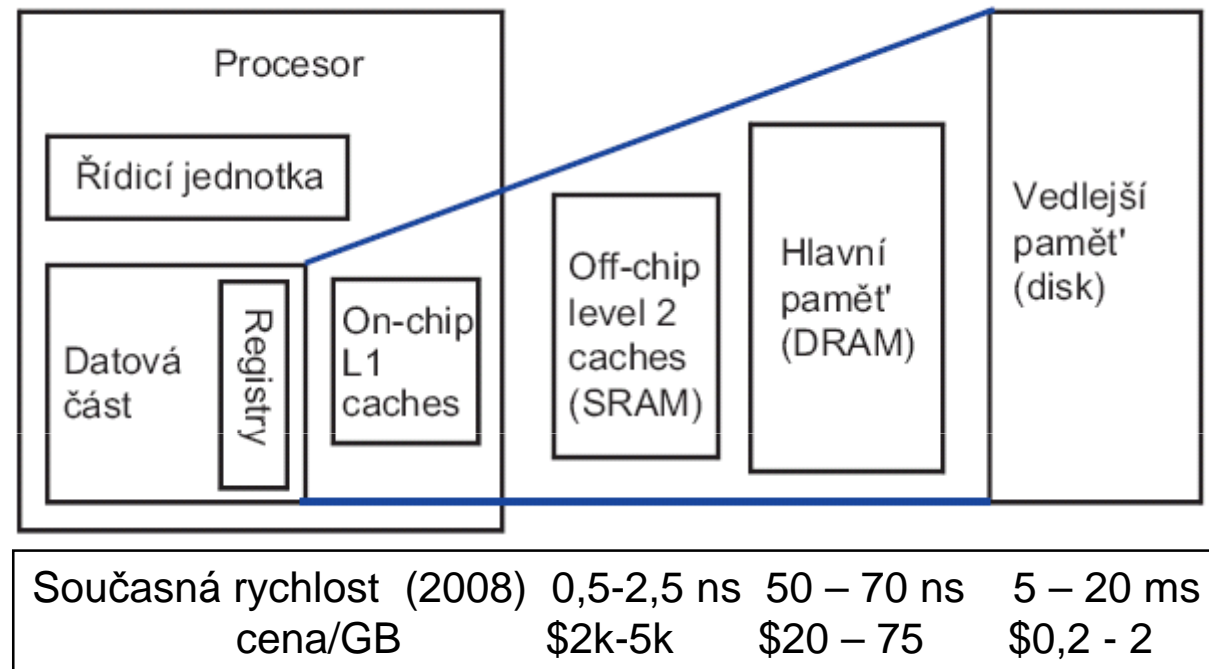 Procesor
Řídicí jednotka
Datová
část
Registry
On-chip
L1
caches
Off-chip
level 2
caches
(SRAM)
Hlavní
pamět'
(DRAM)
Vedlejší
pamět'
(disk)
Současná rychlost (2008) 0,5-2,5 ns 50 – 70 ns 5 – 20 ms
cena/GB $2k-5k $20 – 75 $0,2 - 2